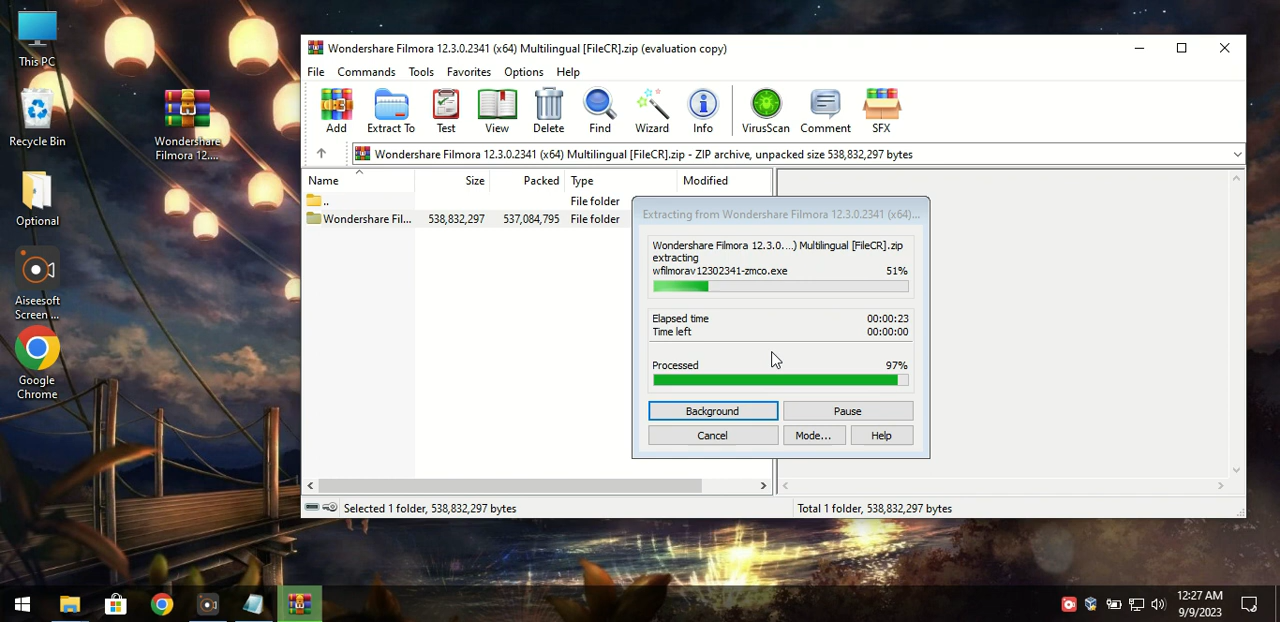 This PC
Recycle Bin
Optional
Aiseesoft
Screen ...
Google
Chrome
Wondershare
Filmora 12....
Wondershare Filmora 12.3.0.2341 (x64) Multilingual [FileCR].zip (evaluation copy)
File Commands Tools Favorites Options Help
Add Extract To Test View Delete Find Wizard Info VirusScan Comment SFX
Wondershare Filmora 12.3.0.2341 (x64) Multilingual [FileCR].zip - ZIP archive, unpacked size 538,832,297 bytes
Name Size Packed Type Modified
.. File folder
Wondershare Fil... 538,832,297 537,084,795 File folder
Extracting from Wondershare Filmora 12.3.0.2341 (x64)...
Wondershare Filmora 12.3.0....) Multilingual [FileCR].zip
extracting
wfilmorav12302341-zmco.exe 51%
Elapsed time 00:00:23
Time left 00:00:00
Processed 97%
Background Pause
Cancel Mode... Help
Selected 1 folder, 538,832,297 bytes Total 1 folder, 538,832,297 bytes
12:27 AM
9/9/2023